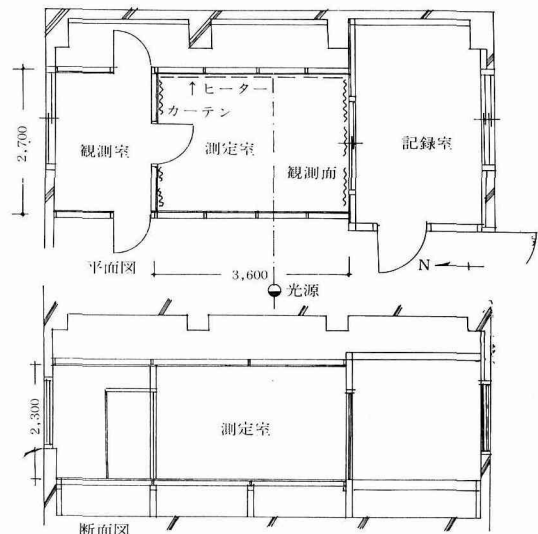 ↑ヒーター
カーテン
2,700
観測室
測定室
観測面
記録室
平面図
3,600
N
光源
2,300
測定室
断面図